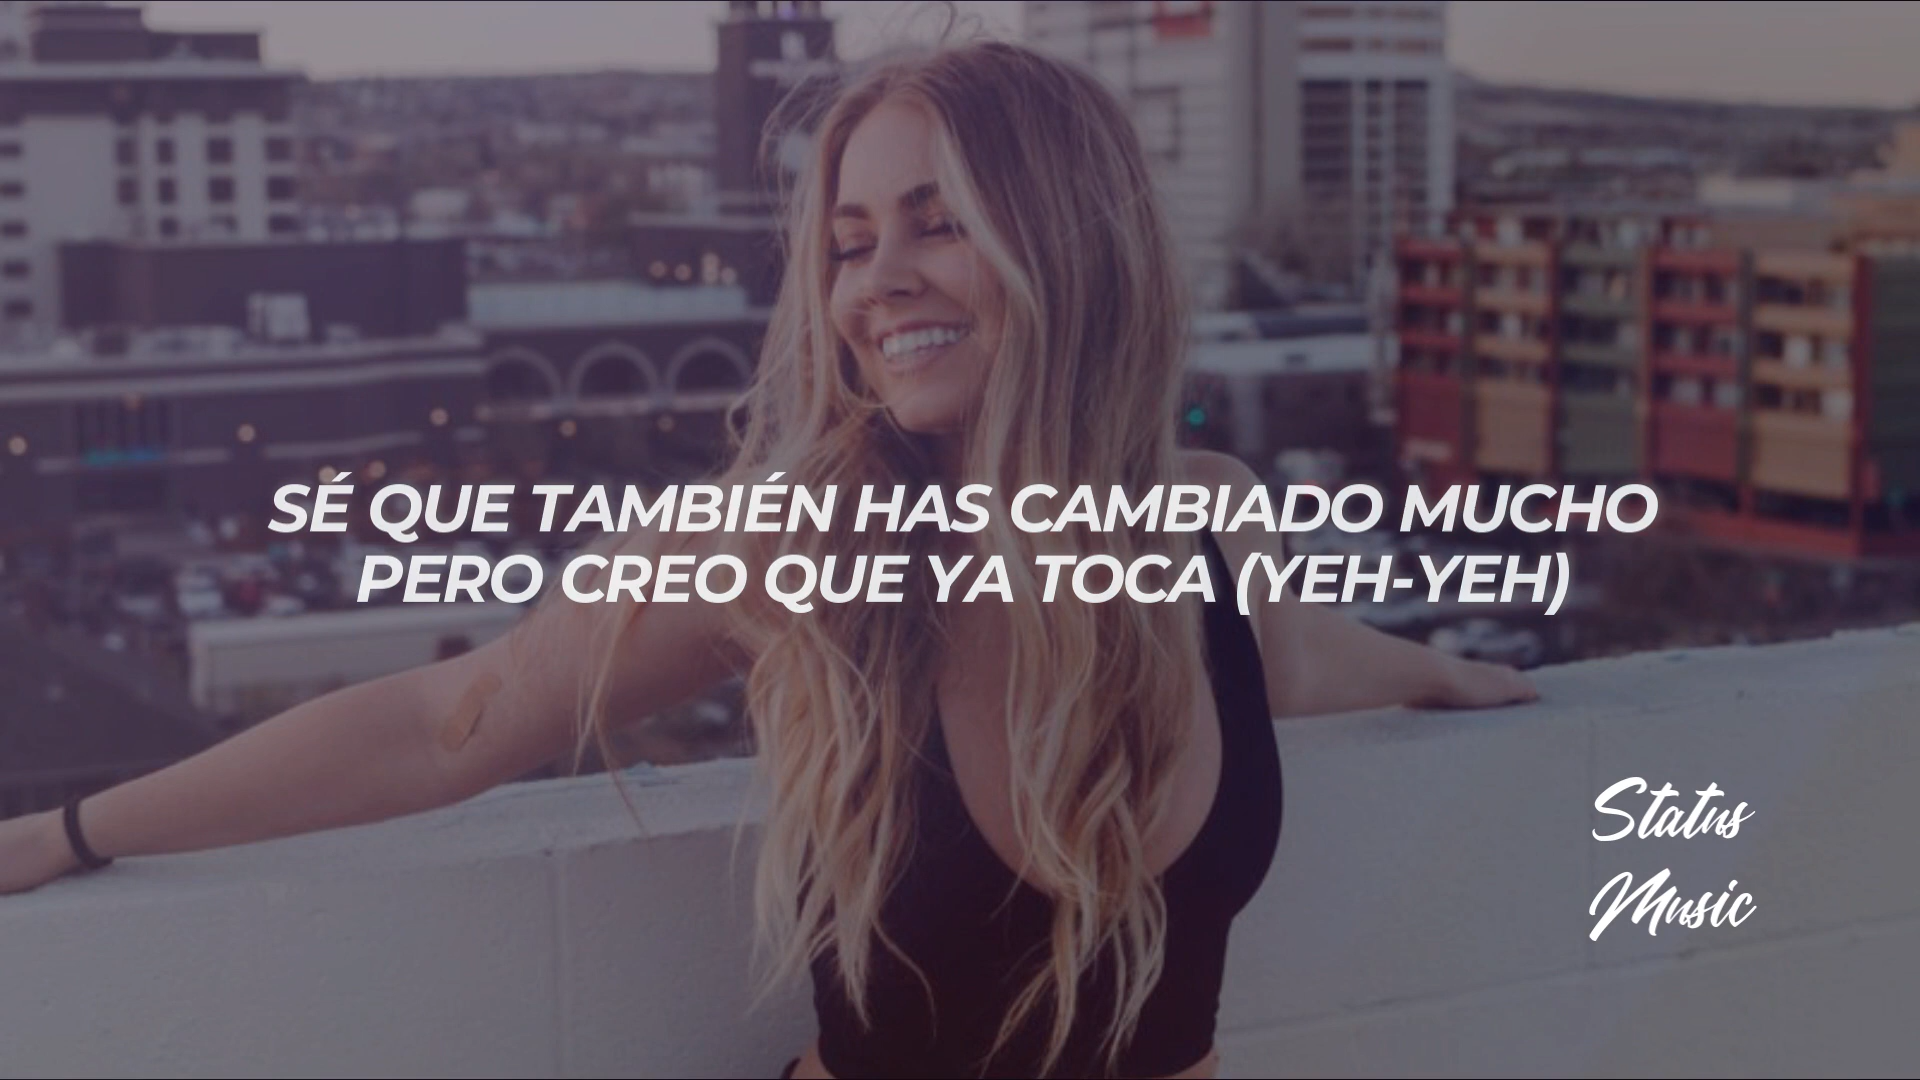 SÉ QUE TAMBIÉN HAS CAMBIADO MUCHO
PERO CREO QUE YA TOCA (YEH-YEH)
Status
Music